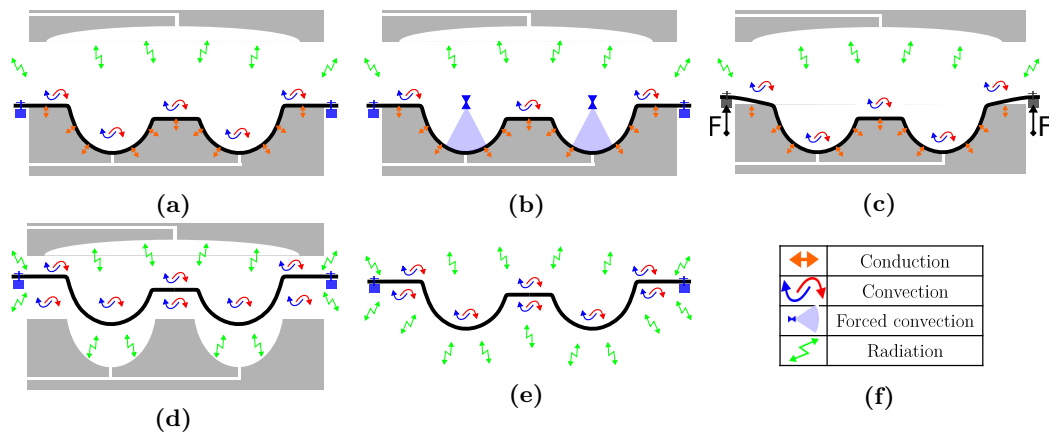 (a)
(b)
F
F
(c)
(d)
(e)
Conduction
Convection
Forced convection
Radiation
(f)